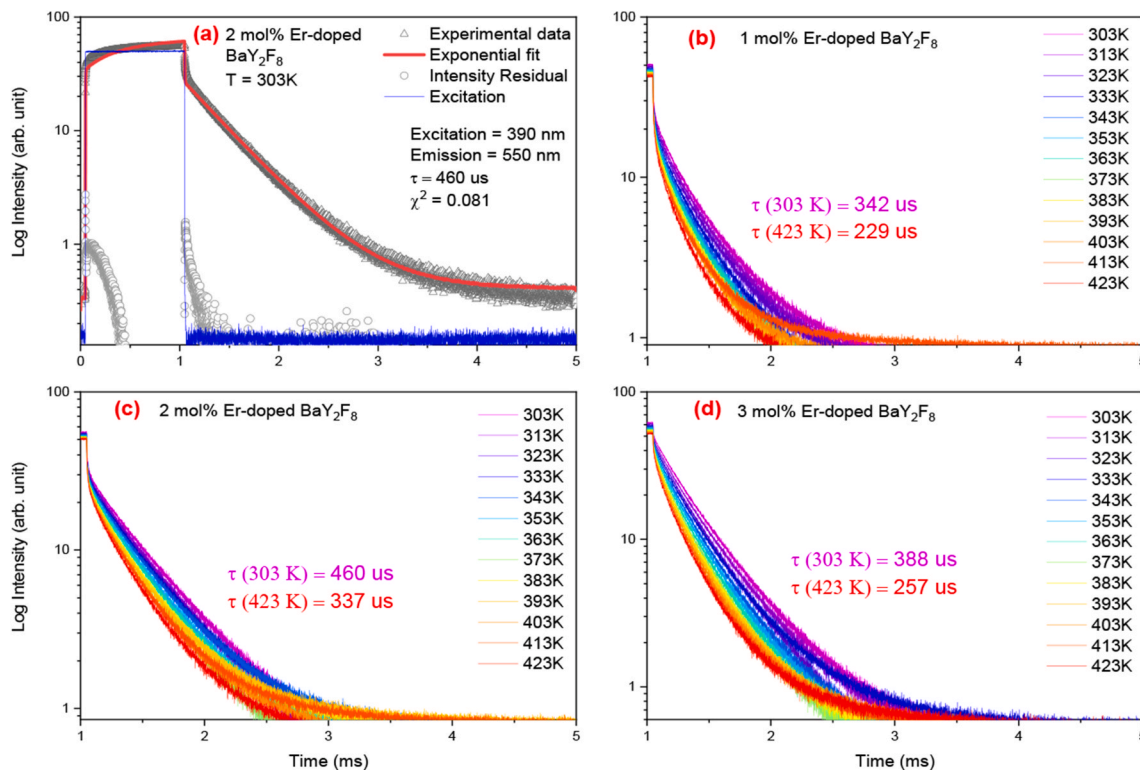 (a) 2 mol% Er-doped
BaY₂F₈
T = 303K
Experimental data
Exponential fit
Intensity Residual
Excitation
Excitation = 390 nm
Emission = 550 nm
τ = 460 us
χ² = 0.081
Log Intensity (arb. unit)
100
10
1
0 1 2 3 4 5
(b) 1 mol% Er-doped BaY₂F₈
303K
313K
323K
333K
343K
353K
363K
373K
383K
393K
403K
413K
423K
τ (303 K) = 342 us
τ (423 K) = 229 us
100
10
1
1 2 3 4 5
(c) 2 mol% Er-doped BaY₂F₈
303K
313K
323K
333K
343K
353K
363K
373K
383K
393K
403K
413K
423K
τ (303 K) = 460 us
τ (423 K) = 337 us
Log Intensity (arb. unit)
100
10
1
1 2 3 4 5
Time (ms)
(d) 3 mol% Er-doped BaY₂F₈
303K
313K
323K
333K
343K
353K
363K
373K
383K
393K
403K
413K
423K
τ (303 K) = 388 us
τ (423 K) = 257 us
100
10
1
1 2 3 4 5
Time (ms)